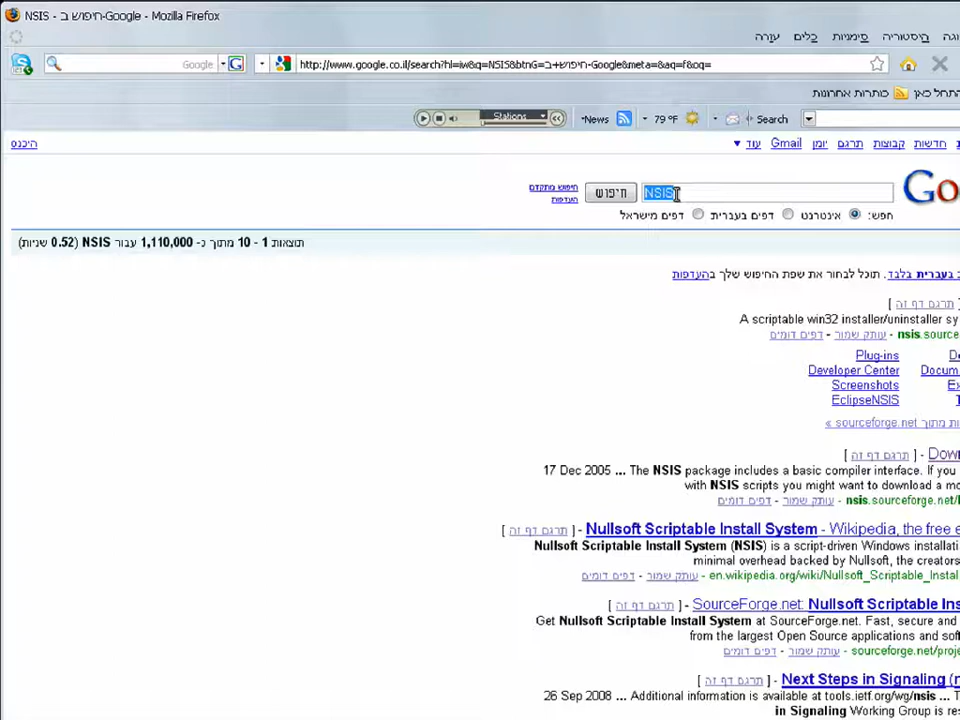 NSIS - חיפוש ב-Google - Mozilla Firefox
היסטוריה סימניות כלים עזרה
Google
http://www.google.co.il/search?hl=iw&q=NSIS&btnG=חיפוש+ב-Google&meta=&aq=f&oq=
התחל כאן כותרות אחרונות
Stations News 79 °F Search
חדשות קבוצות תרגם יומן Gmail עוד ▼
היכנס
NSIS חיפוש חיפוש מתקדם
העדפות
חפש: אינטרנט דפים בעברית דפים מישראל
תוצאות 1 - 10 מתוך כ- 1,110,000 עבור NSIS (0.52 שניות)
בעברית בלבד. תוכל לבחור את שפת החיפוש שלך בהעדפות
[ תרגם דף זה ]
A scriptable win32 installer/uninstaller sy
nsis.source - עותק שמור - דפים דומים
Plug-ins
Developer Center
Screenshots
EclipseNSIS
מתוך sourceforge.net »
[ תרגם דף זה ] - Dow
17 Dec 2005 ... The NSIS package includes a basic compiler interface. If you
with NSIS scripts you might want to download a mo
nsis.sourceforge.net/ - עותק שמור - דפים דומים
[ תרגם דף זה ] - Nullsoft Scriptable Install System - Wikipedia, the free e
Nullsoft Scriptable Install System (NSIS) is a script-driven Windows installati
minimal overhead backed by Nullsoft, the creators
en.wikipedia.org/wiki/Nullsoft_Scriptable_Instal - עותק שמור - דפים דומים
[ תרגם דף זה ] - SourceForge.net: Nullsoft Scriptable Ins
Get Nullsoft Scriptable Install System at SourceForge.net. Fast, secure and
from the largest Open Source applications and sof
sourceforge.net/proje - עותק שמור - דפים דומים
[ תרגם דף זה ] - Next Steps in Signaling (n
26 Sep 2008 ... Additional information is available at tools.ietf.org/wg/nsis ...
in Signaling Working Group is res